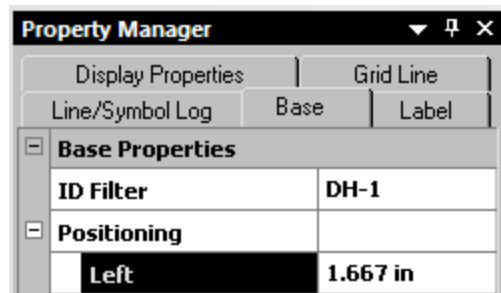 Property Manager
Display Properties Grid Line
Line/Symbol Log Base Label
Base Properties
ID Filter DH-1
Positioning
Left 1.667 in